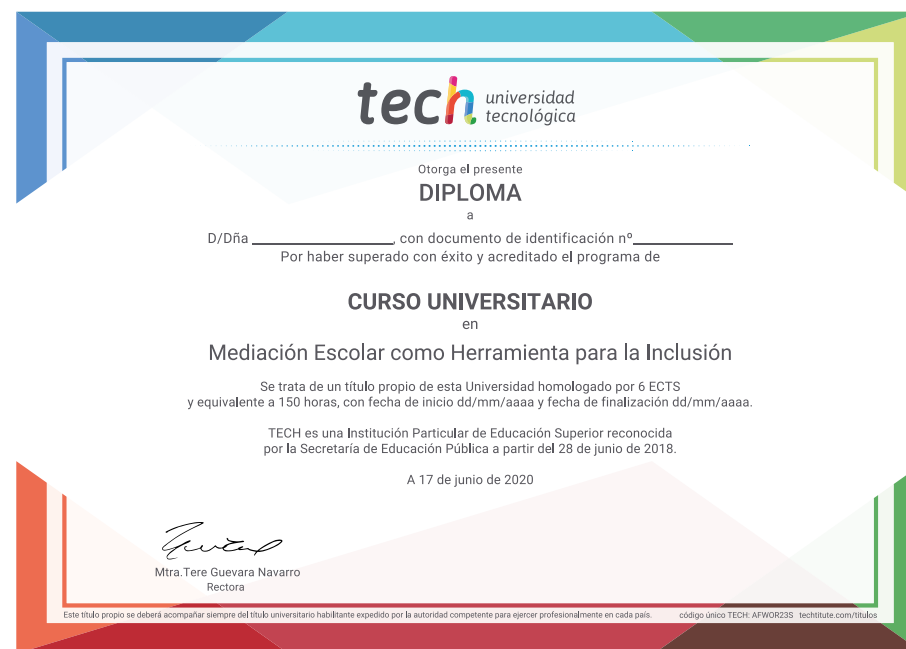 tech universidad
tecnológica
Otorga el presente
DIPLOMA
a
D/Dña ____________________, con documento de identificación nº______________
Por haber superado con éxito y acreditado el programa de
CURSO UNIVERSITARIO
en
Mediación Escolar como Herramienta para la Inclusión
Se trata de un título propio de esta Universidad homologado por 6 ECTS
y equivalente a 150 horas, con fecha de inicio dd/mm/aaaa y fecha de finalización dd/mm/aaaa.
TECH es una Institución Particular de Educación Superior reconocida
por la Secretaría de Educación Pública a partir del 28 de junio de 2018.
A 17 de junio de 2020
Mtra.Tere Guevara Navarro
Rectora
Este título propio se deberá acompañar siempre del título universitario habilitante expedido por la autoridad competente para ejercer profesionalmente en cada país. código único TECH: AFWOR23S techtitute.com/titulos